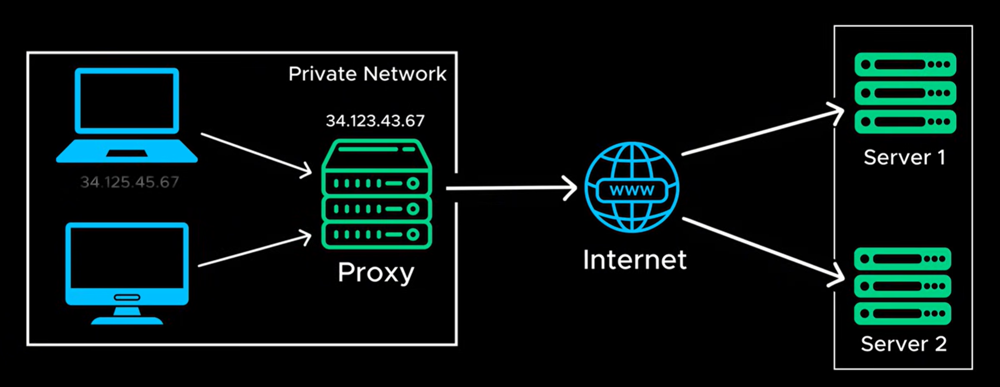 Private Network
34.123.43.67
34.125.45.67
Proxy
www
Internet
Server 1
Server 2